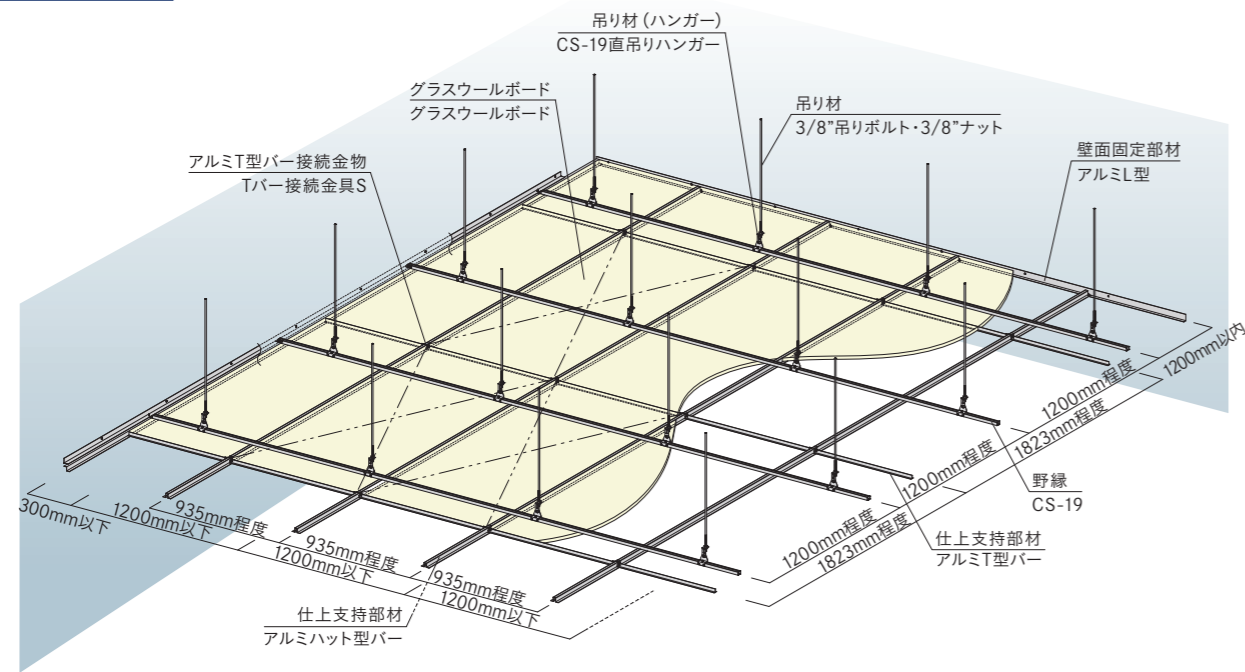 吊り材(ハンガー)
CS-19直吊りハンガー
グラスウールボード
グラスウールボード
吊り材
3/8”吊りボルト・3/8”ナット
アルミT型バー接続金物
Tバー接続金具S
壁面固定部材
アルミL型
1200mm以内
1200mm程度
1823mm程度
1200mm程度
野縁
CS-19
1200mm程度
1823mm程度
仕上支持部材
アルミT型バー
300mm以下
1200mm以下
935mm程度
1200mm以下
935mm程度
1200mm以下
935mm程度
仕上支持部材
アルミハット型バー